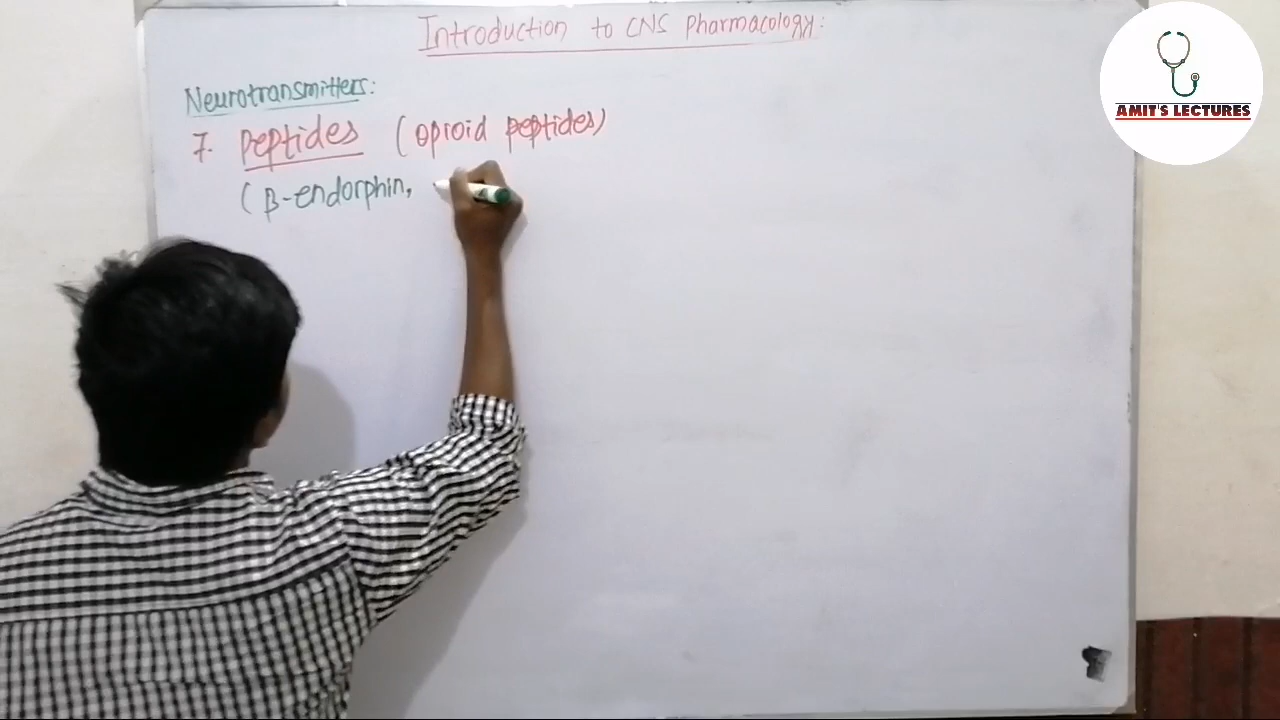 Introduction to CNS Pharmacology:
Neurotransmitters:
7. Peptides (opioid peptides)
(β-endorphin,
AMIT'S LECTURES